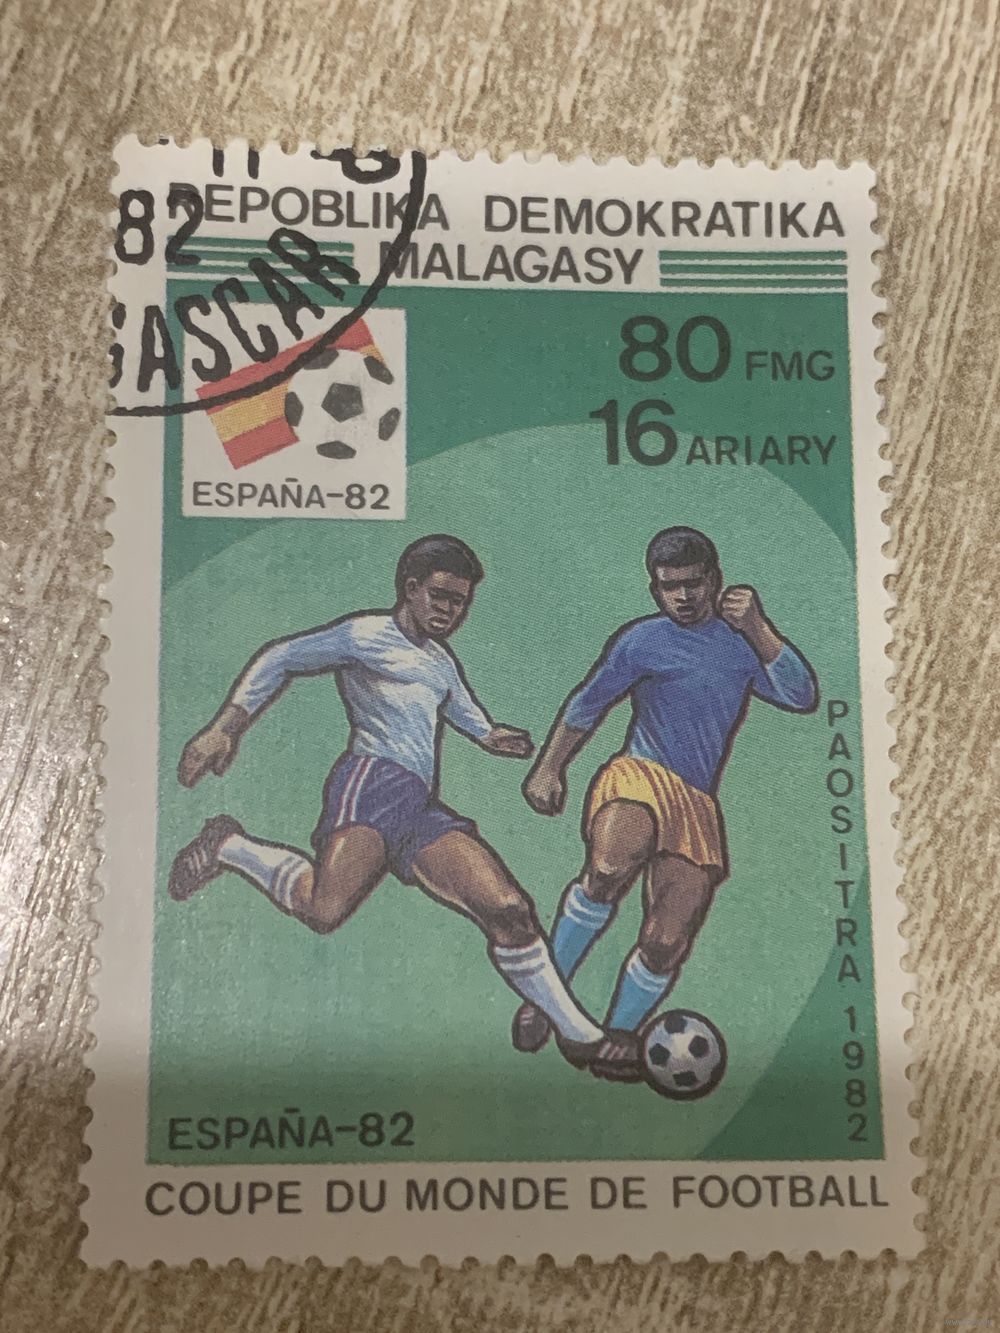 82
GASCAR
REPOBLIKA DEMOKRATIKA
MALAGASY
80 FMG
16 ARIARY
ESPAÑA-82
PAOSITRA 1982
ESPAÑA-82
COUPE DU MONDE DE FOOTBALL